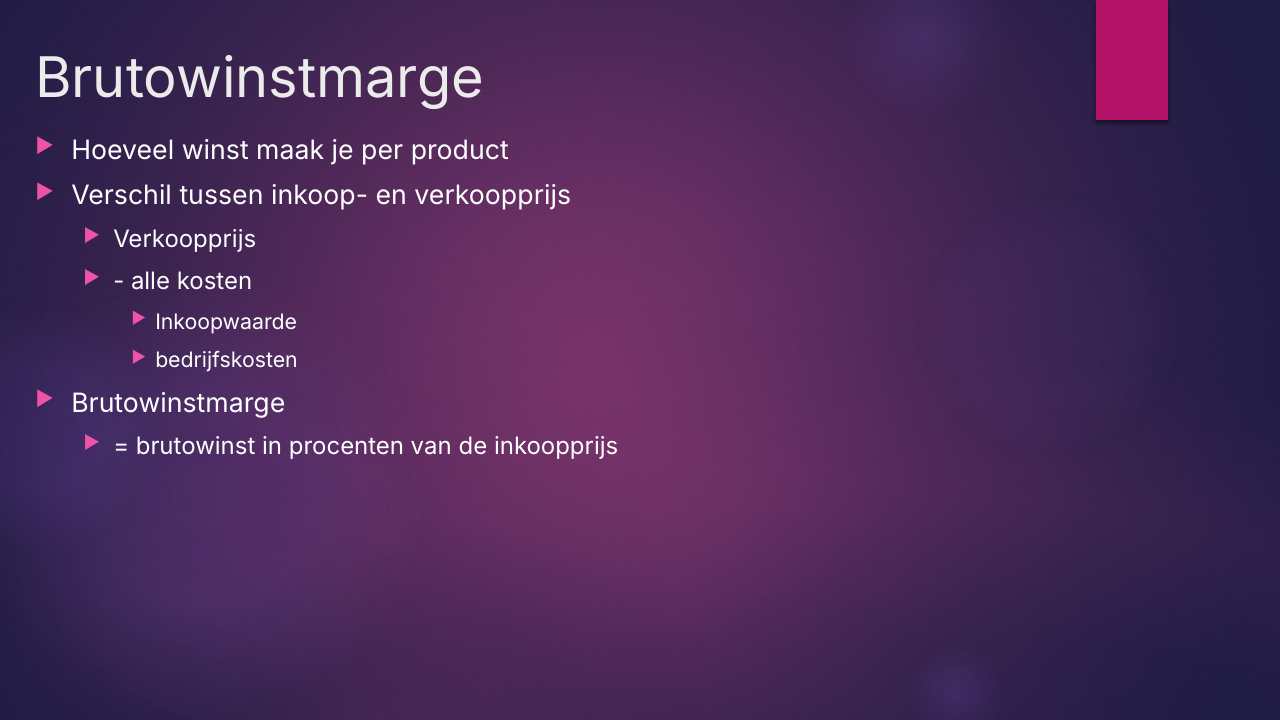 Brutowinstmarge
Hoeveel winst maak je per product
Verschil tussen inkoop- en verkoopprijs
Verkoopprijs
- alle kosten
Inkoopwaarde
bedrijfskosten
Brutowinstmarge
= brutowinst in procenten van de inkoopprijs